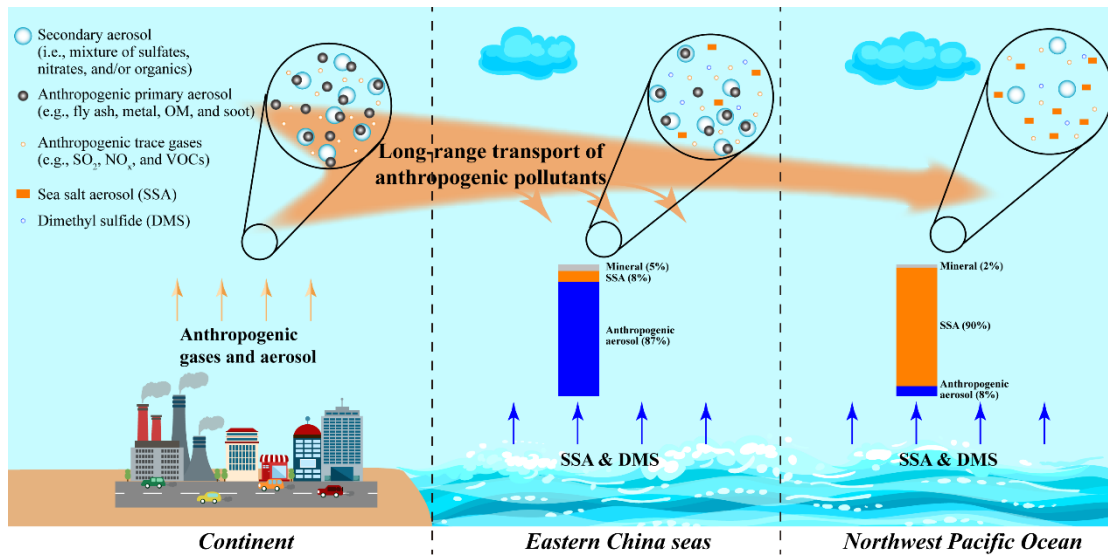 Secondary aerosol
(i.e., mixture of sulfates,
nitrates, and/or organics)
Anthropogenic primary aerosol
(e.g., fly ash, metal, OM, and soot)
Anthropogenic trace gases
(e.g., SO₂, NOₓ, and VOCs)
Sea salt aerosol (SSA)
Dimethyl sulfide (DMS)
Long-range transport of
anthropogenic pollutants
Anthropogenic
gases and aerosol
Mineral (5%)
SSA (8%)
Anthropogenic
aerosol (87%)
Mineral (2%)
SSA (90%)
Anthropogenic
aerosol (8%)
SSA & DMS
SSA & DMS
Continent
Eastern China seas
Northwest Pacific Ocean